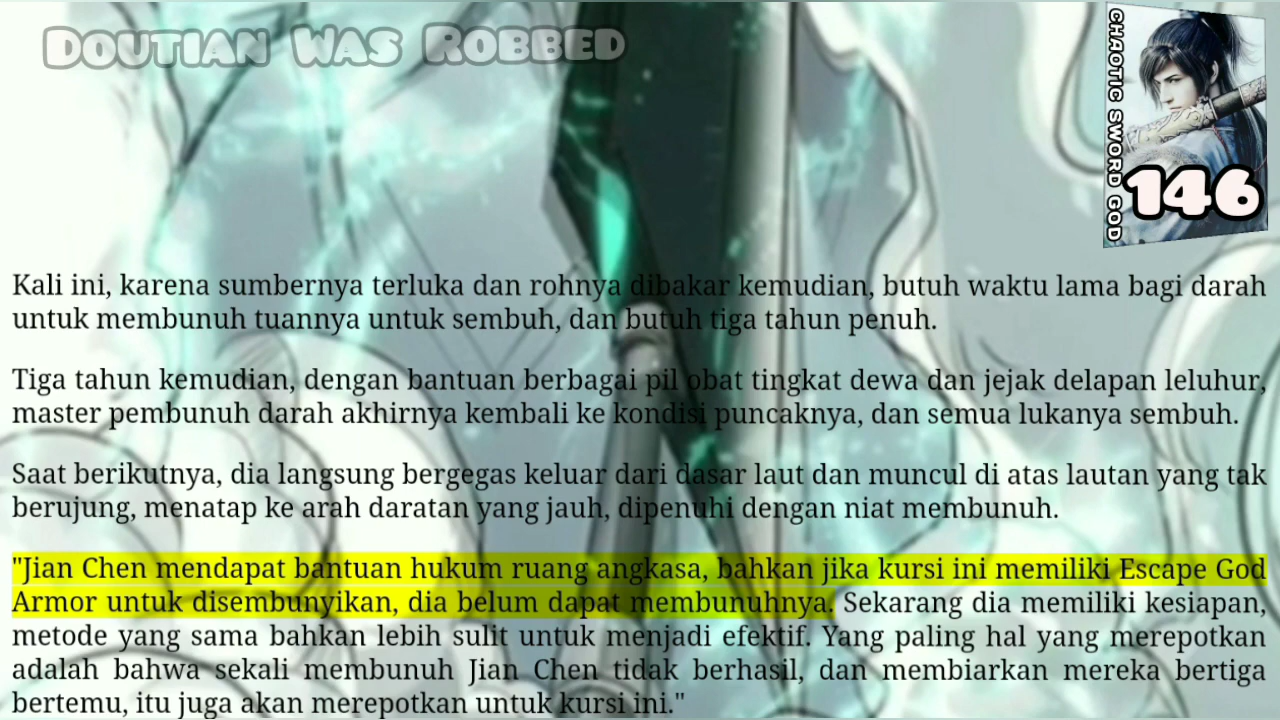 DOUTIAN WAS ROBBED
CHAOTIC SWORD GOD
146
Kali ini, karena sumbernya terluka dan rohnya dibakar kemudian, butuh waktu lama bagi darah
untuk membunuh tuannya untuk sembuh, dan butuh tiga tahun penuh.
Tiga tahun kemudian, dengan bantuan berbagai pil obat tingkat dewa dan jejak delapan leluhur,
master pembunuh darah akhirnya kembali ke kondisi puncaknya, dan semua lukanya sembuh.
Saat berikutnya, dia langsung bergegas keluar dari dasar laut dan muncul di atas lautan yang tak
berujung, menatap ke arah daratan yang jauh, dipenuhi dengan niat membunuh.
"Jian Chen mendapat bantuan hukum ruang angkasa, bahkan jika kursi ini memiliki Escape God
Armor untuk disembunyikan, dia belum dapat membunuhnya. Sekarang dia memiliki kesiapan,
metode yang sama bahkan lebih sulit untuk menjadi efektif. Yang paling hal yang merepotkan
adalah bahwa sekali membunuh Jian Chen tidak berhasil, dan membiarkan mereka bertiga
bertemu, itu juga akan merepotkan untuk kursi ini."